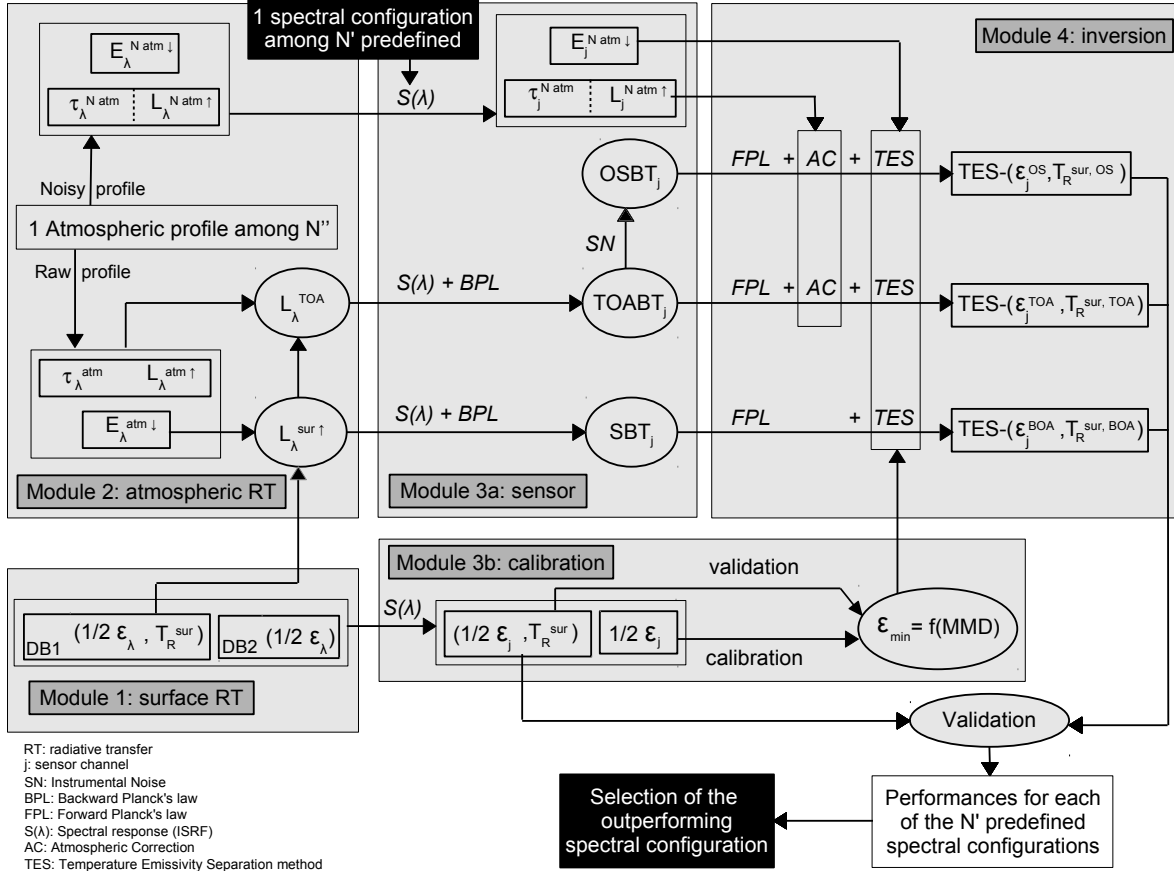 1 spectral configuration
among N' predefined
E_λ^{N atm ↓}
τ_λ^{N atm} L_λ^{N atm ↑}
S(λ)
E_j^{N atm ↓}
τ_j^{N atm} L_j^{N atm ↑}
Module 4: inversion
Noisy profile
1 Atmospheric profile among N''
Raw profile
OSBT_j
FPL + AC + TES
TES-(ε_j^{OS},T_R^{sur, OS})
SN
L_λ^{TOA}
S(λ) + BPL
TOABT_j
FPL + AC + TES
TES-(ε_j^{TOA} ,T_R^{sur, TOA})
τ_λ^{atm} L_λ^{atm ↑}
E_λ^{atm ↓}
L_λ^{sur ↑}
S(λ) + BPL
SBT_j
FPL + TES
TES-(ε_j^{BOA} ,T_R^{sur, BOA})
Module 2: atmospheric RT
Module 3a: sensor
Module 3b: calibration
validation
S(λ)
DB1 (1/2 ε_λ , T_R^{sur})
DB2 (1/2 ε_λ)
(1/2 ε_j ,T_R^{sur})
1/2 ε_j
ε_min = f(MMD)
calibration
Module 1: surface RT
Validation
RT: radiative transfer
j: sensor channel
SN: Instrumental Noise
BPL: Backward Planck's law
FPL: Forward Planck's law
S(λ): Spectral response (ISRF)
AC: Atmospheric Correction
TES: Temperature Emissivity Separation method
Selection of the
outperforming
spectral configuration
Performances for each
of the N' predefined
spectral configurations